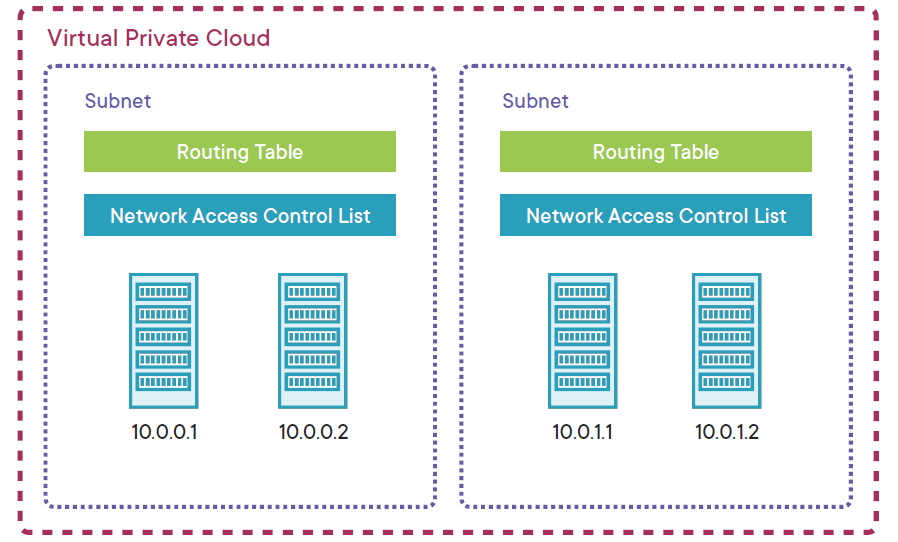 Virtual Private Cloud
Subnet
Routing Table
Network Access Control List
10.0.0.1
10.0.0.2
Subnet
Routing Table
Network Access Control List
10.0.1.1
10.0.1.2